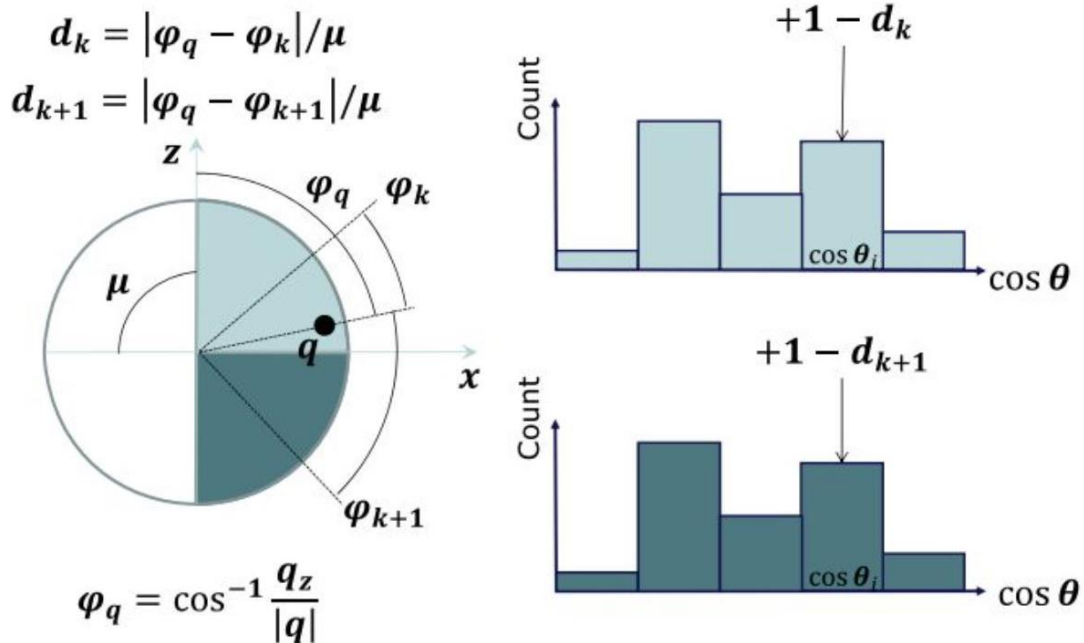 d_k = |φ_q − φ_k|/μ
d_{k+1} = |φ_q − φ_{k+1}|/μ
z
φ_q
φ_k
μ
q
x
φ_{k+1}
φ_q = cos⁻¹ q_z/|q|
+1 − d_k
Count
cos θ_i
cos θ
+1 − d_{k+1}
Count
cos θ_i
cos θ